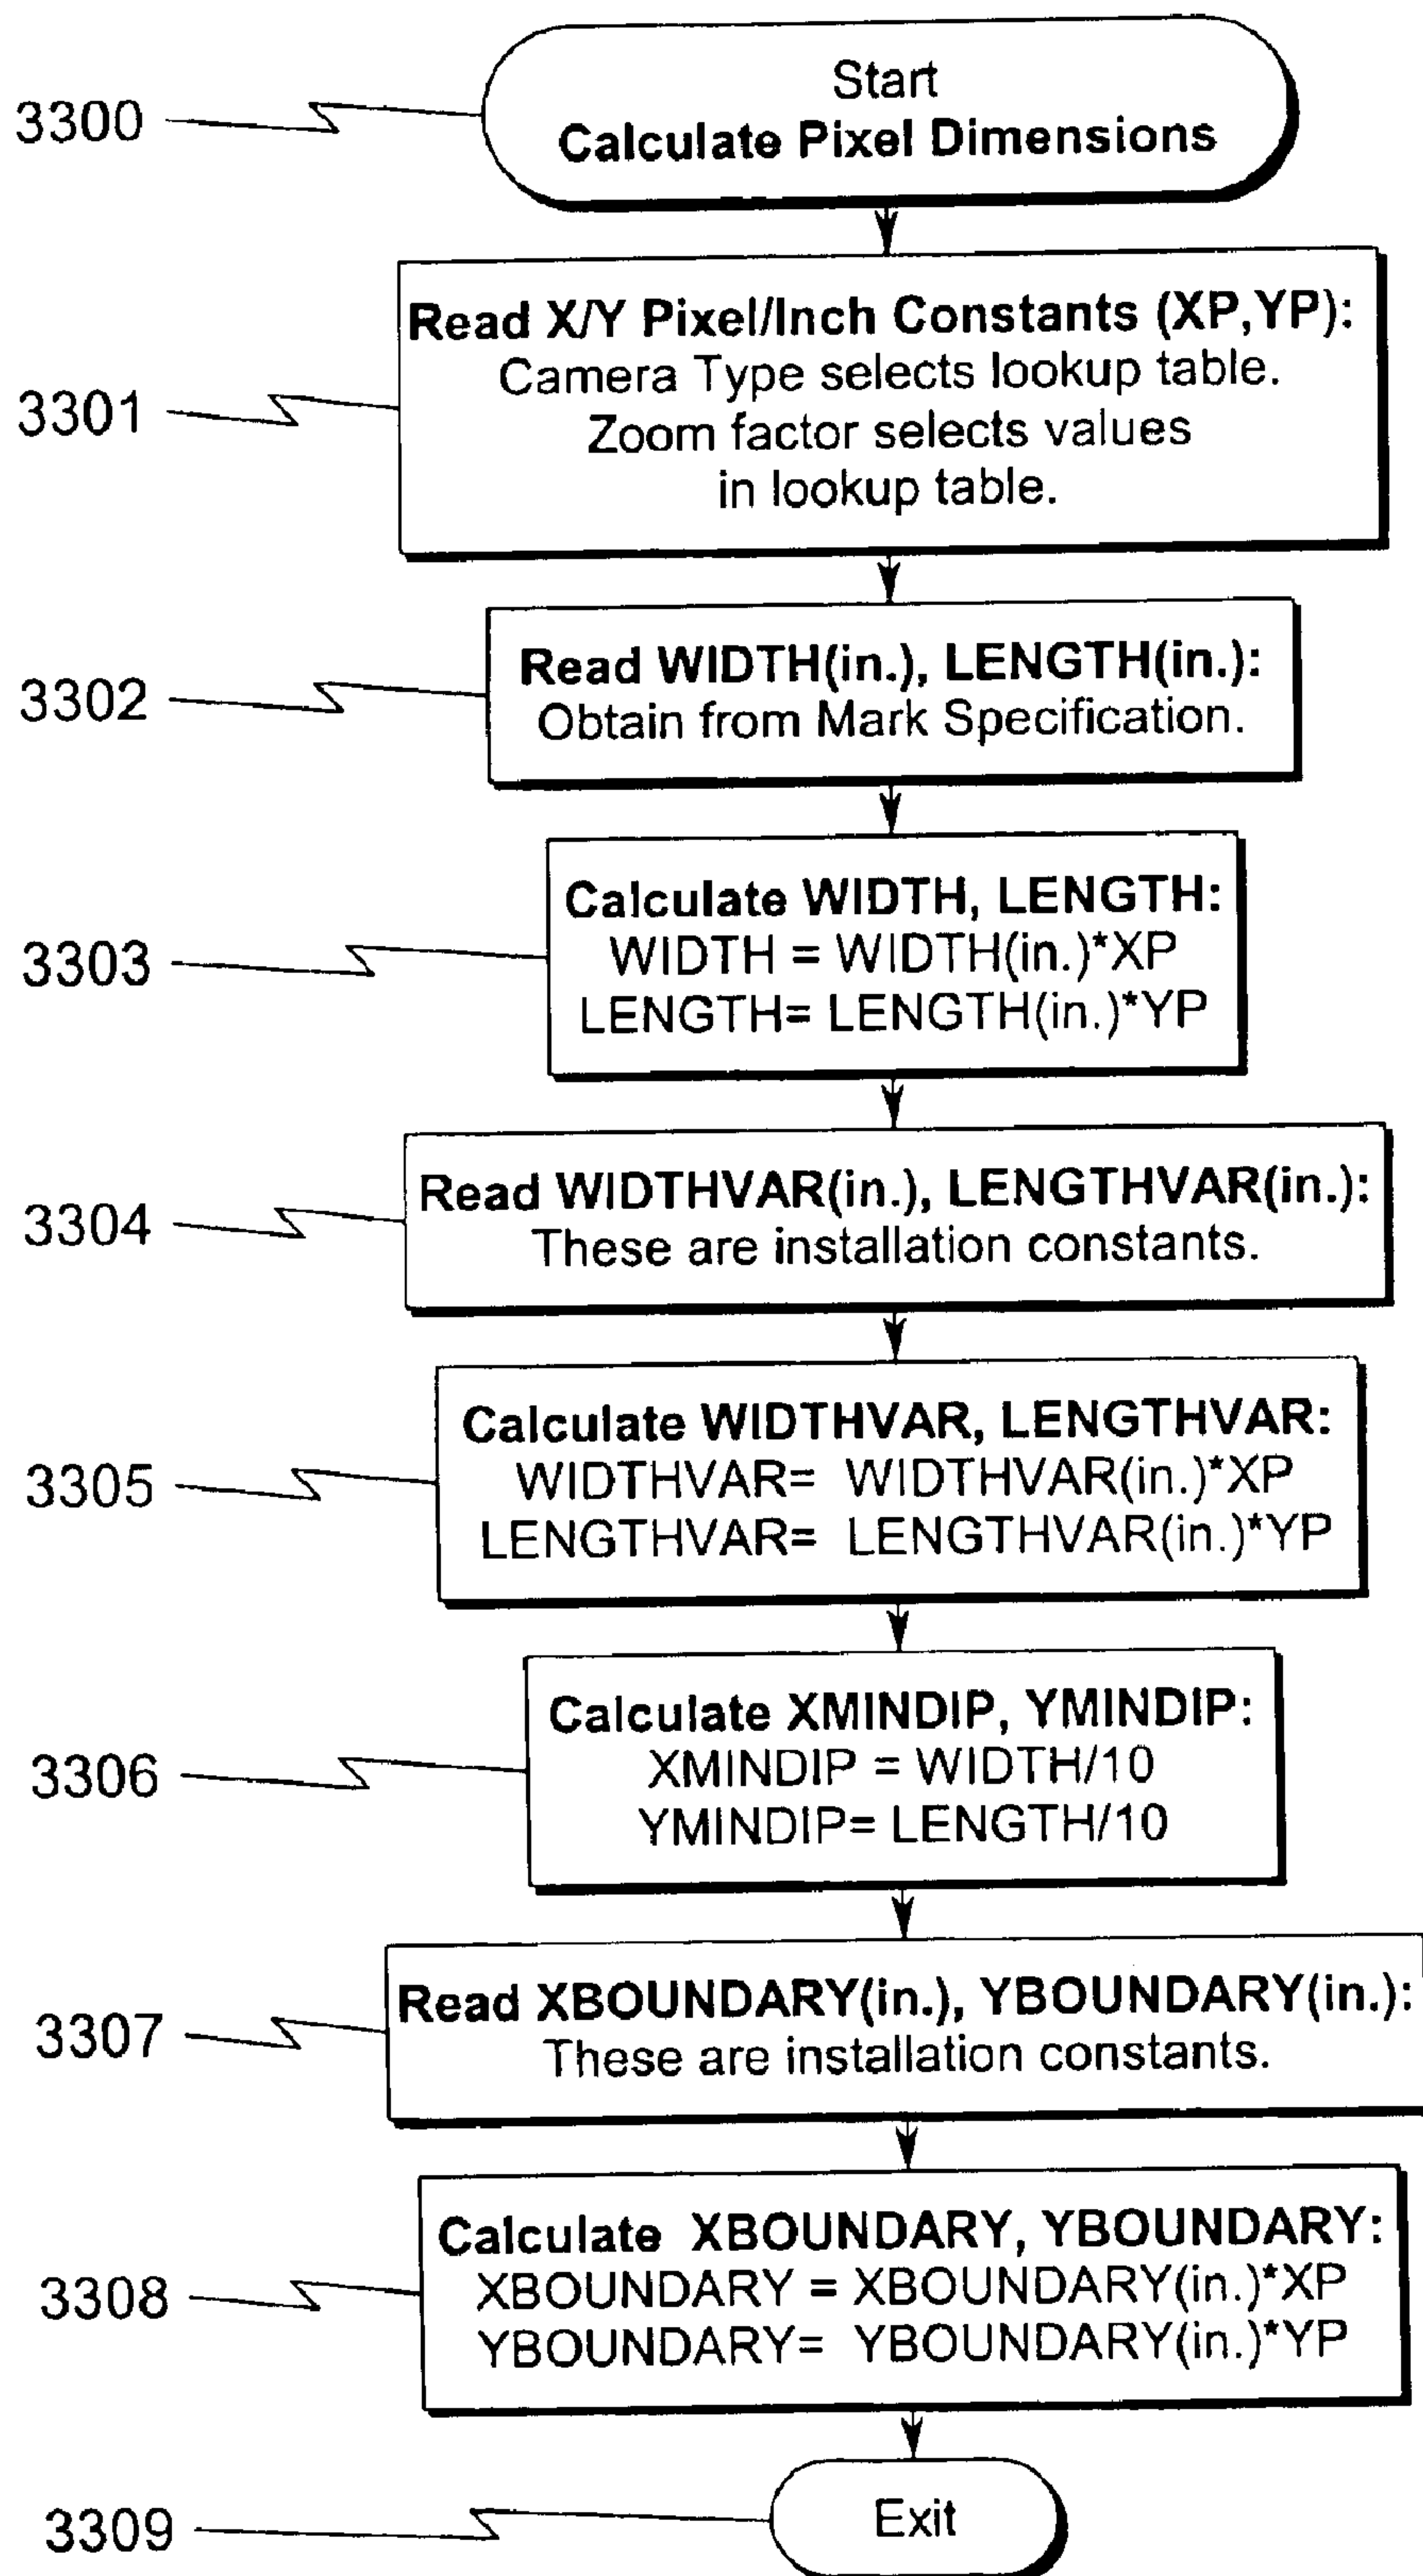 Start
3300
Calculate Pixel Dimensions
Read X/Y Pixel/Inch Constants (XP,YP):
Camera Type selects lookup table.
3301
Zoom factor selects values
in lookup table.
Read WIDTH(in.), LENGTH(in.):
3302
Obtain from Mark Specification.
Calculate WIDTH, LENGTH:
3303
WIDTH = WIDTH(in.)*XP
LENGTH= LENGTH(in.)*YP
Read WIDTHVAR(in.), LENGTHVAR(in.):
3304
These are installation constants.
Calculate WIDTHVAR, LENGTHVAR:
3305
WIDTHVAR= WIDTHVAR(in.)*XP
LENGTHVAR= LENGTHVAR(in.)*YP
Calculate XMINDIP, YMINDIP:
3306
XMINDIP = WIDTH/10
YMINDIP= LENGTH/10
Read XBOUNDARY(in.), YBOUNDARY(in.):
3307
These are installation constants.
Calculate XBOUNDARY, YBOUNDARY:
3308
XBOUNDARY = XBOUNDARY(in.)*XP
YBOUNDARY= YBOUNDARY(in.)*YP
3309
Exit